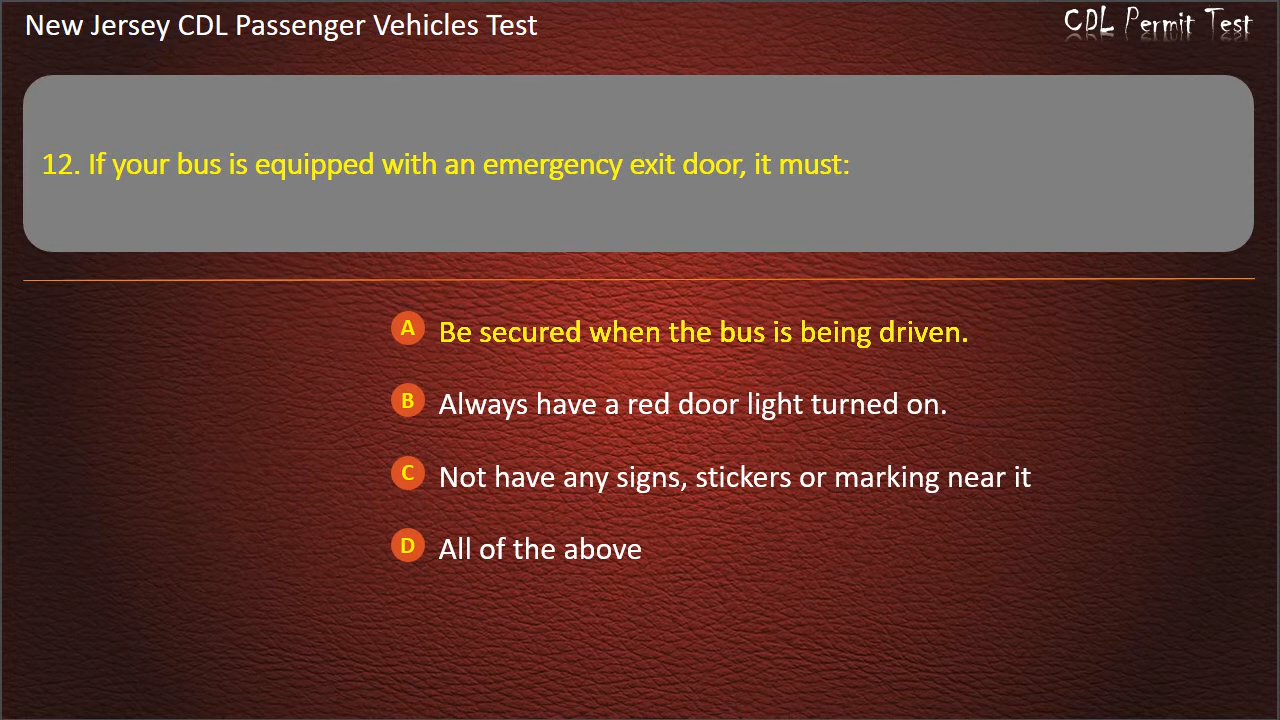 New Jersey CDL Passenger Vehicles Test
CDL Permit Test
12. If your bus is equipped with an emergency exit door, it must:
A Be secured when the bus is being driven.
B Always have a red door light turned on.
C Not have any signs, stickers or marking near it
D All of the above